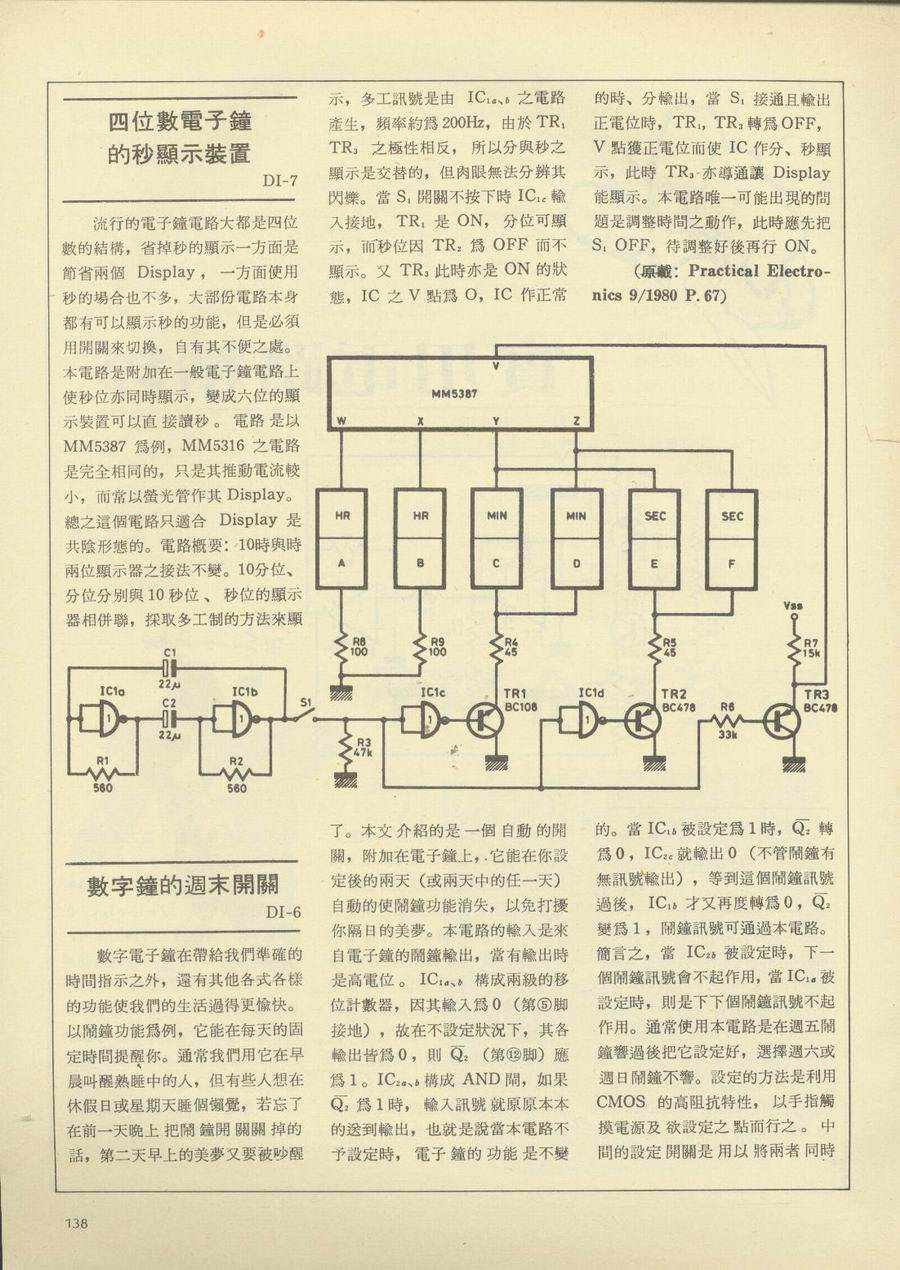 四位數電子鐘
的秒顯示裝置
DI-7
流行的電子鐘電路大都是四位
數的結構，省掉秒的顯示一方面是
節省兩個 Display ， 一方面使用
秒的場合也不多，大部份電路本身
都有可以顯示秒的功能，但是必須
用開關來切換，自有其不便之處。
本電路是附加在一般電子鐘電路上
使秒位亦同時顯示，變成六位的顯
示裝置可以直接讀秒。電路是以
MM5387 爲例，MM5316 之電路
是完全相同的，只是其推動電流較
小，而常以螢光管作其 Display。
總之這個電路只適合 Display 是
共陰形態的。電路概要：10時與時
兩位顯示器之接法不變。10分位、
分位分別與 10 秒位、秒位的顯示
器相併聯，採取多工制的方法來顯
示，多工訊號是由 IC1a、b 之電路
產生，頻率約爲200Hz，由於 TR1
TR3 之極性相反，所以分與秒之
顯示是交替的，但肉眼無法分辨其
閃爍。當 S1 開關不按下時 IC1c 輸
入接地， TR1 是 ON， 分位可顯
示，而秒位因 TR2 爲 OFF 而不
顯示。又 TR3 此時亦是 ON 的狀
態，IC 之 V 點爲 O，IC 作正常
的時、分輸出，當 S1 接通且輸出
正電位時，TR1，TR3 轉爲OFF，
V 點獲正電位而使 IC 作分、秒顯
示，此時 TR3 亦導通讓 Display
能顯示。本電路唯一可能出現的問
題是調整時間之動作，此時應先把
S1 OFF，待調整好後再行 ON。
（原載：Practical Electro-
nics 9/1980 P. 67）
V
MM5387
W X Y Z
HR HR MIN MIN SEC SEC
A B C D E F
Vss
R8
100
R9
100
R4
45
R5
45
R7
15k
C1
22μ
IC1a
C2
22μ
IC1b
S1
IC1c
TR1
BC108
IC1d
TR2
BC478
R6
33k
TR3
BC478
R1
560
R2
560
R3
47k
數字鐘的週末開關
DI-6
數字電子鐘在帶給我們準確的
時間指示之外，還有其他各式各樣
的功能使我們的生活過得更愉快。
以鬧鐘功能爲例，它能在每天的固
定時間提醒你。通常我們用它在早
晨叫醒熟睡中的人，但有些人想在
休假日或星期天睡個懶覺，若忘了
在前一天晚上把鬧鐘開關關掉的
話，第二天早上的美夢又要被吵醒
了。本文介紹的是一個自動的開
關，附加在電子鐘上，它能在你設
定後的兩天（或兩天中的任一天）
自動的使鬧鐘功能消失，以免打擾
你隔日的美夢。本電路的輸入是來
自電子鐘的鬧鐘輸出，當有輸出時
是高電位。 IC1a、b 構成兩級的移
位計數器，因其輸入爲0（第⑤脚
接地），故在不設定狀況下，其各
輸出皆爲0，則 Q̅2 （第⑫脚）應
爲1。IC2a、b構成 AND 閘，如果
Q̅2 爲1時，輸入訊號就原原本本
的送到輸出，也就是說當本電路不
予設定時，電子鐘的功能是不變
的。當 IC1b 被設定爲1時，Q̅2 轉
爲0，IC2c 就輸出0（不管鬧鐘有
無訊號輸出），等到這個鬧鐘訊號
過後， IC1b 才又再度轉爲0，Q̅2
變爲1，鬧鐘訊號可通過本電路。
簡言之，當 IC2b 被設定時，下一
個鬧鐘訊號會不起作用，當 IC1a 被
設定時，則是下下個鬧鐘訊號不起
作用。通常使用本電路是在週五鬧
鐘響過後把它設定好，選擇週六或
週日鬧鐘不響。設定的方法是利用
CMOS 的高阻抗特性，以手指觸
摸電源及欲設定之點而行之。中
間的設定開關是用以將兩者同時
138